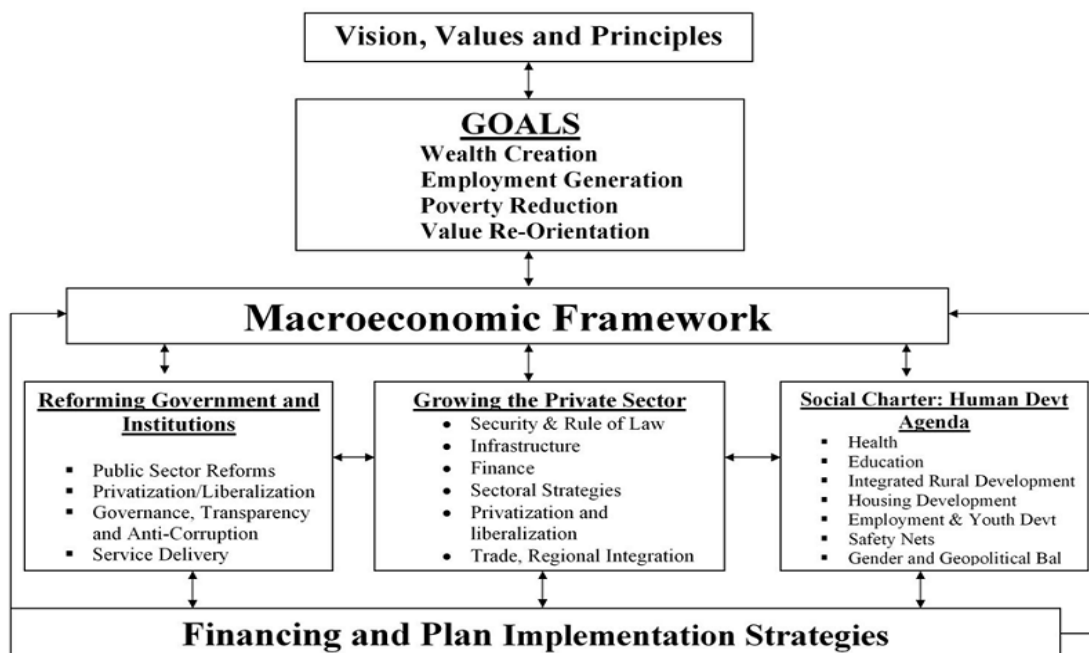 Vision, Values and Principles
GOALS
Wealth Creation
Employment Generation
Poverty Reduction
Value Re-Orientation
Macroeconomic Framework
Reforming Government and
Institutions
▪ Public Sector Reforms
▪ Privatization/Liberalization
▪ Governance, Transparency
and Anti-Corruption
▪ Service Delivery
Growing the Private Sector
● Security & Rule of Law
● Infrastructure
● Finance
● Sectoral Strategies
● Privatization and
liberalization
● Trade, Regional Integration
Social Charter: Human Devt
Agenda
▪ Health
▪ Education
▪ Integrated Rural Development
▪ Housing Development
▪ Employment & Youth Devt
▪ Safety Nets
▪ Gender and Geopolitical Bal
Financing and Plan Implementation Strategies